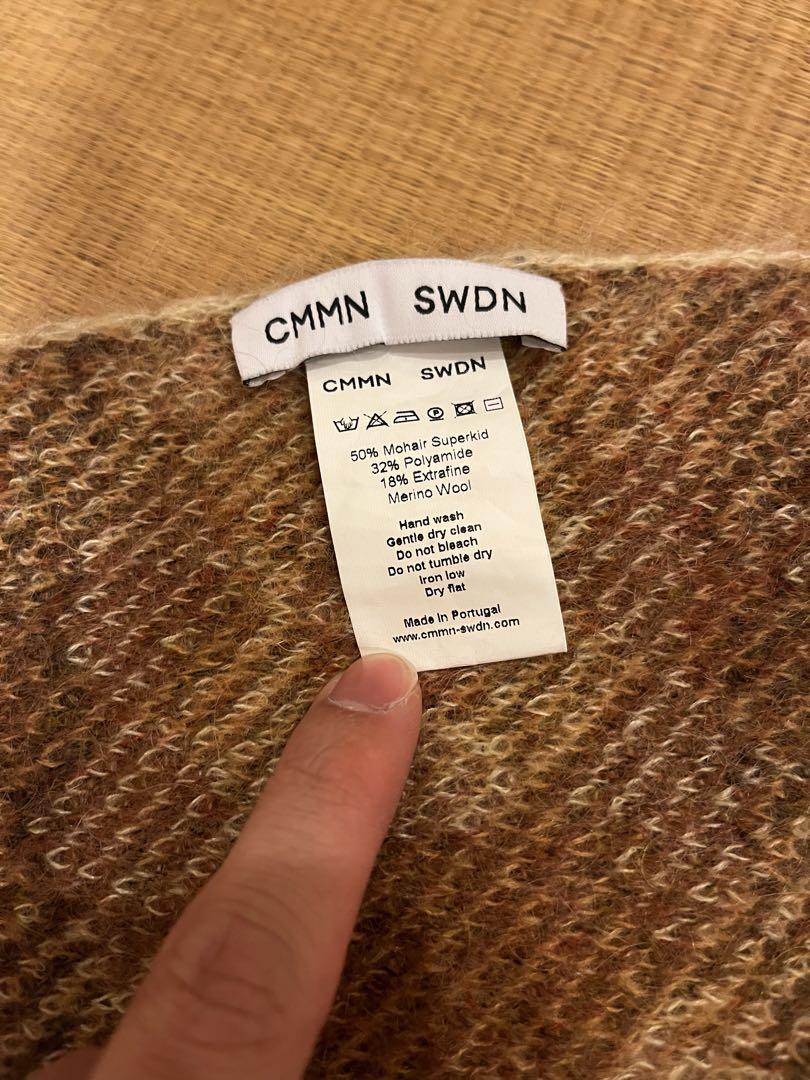 CMMN SWDN
CMMN SWDN
P
50% Mohair Superkid
32% Polyamide
18% Extrafine
Merino Wool
Hand wash
Gentle dry clean
Do not bleach
Do not tumble dry
Iron low
Dry flat
Made In Portugal
www.cmmn-swdn.com